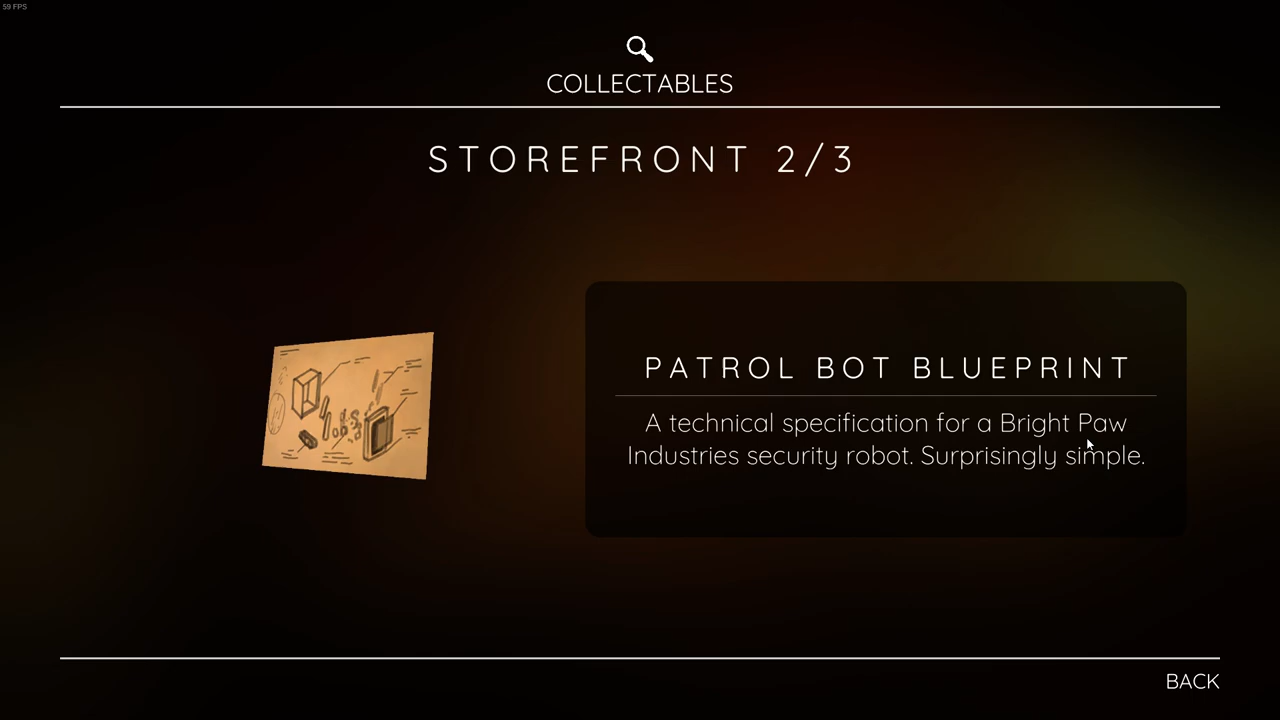 59 FPS
COLLECTABLES
STOREFRONT 2/3
PATROL BOT BLUEPRINT
A technical specification for a Bright Paw
Industries security robot. Surprisingly simple.
BACK